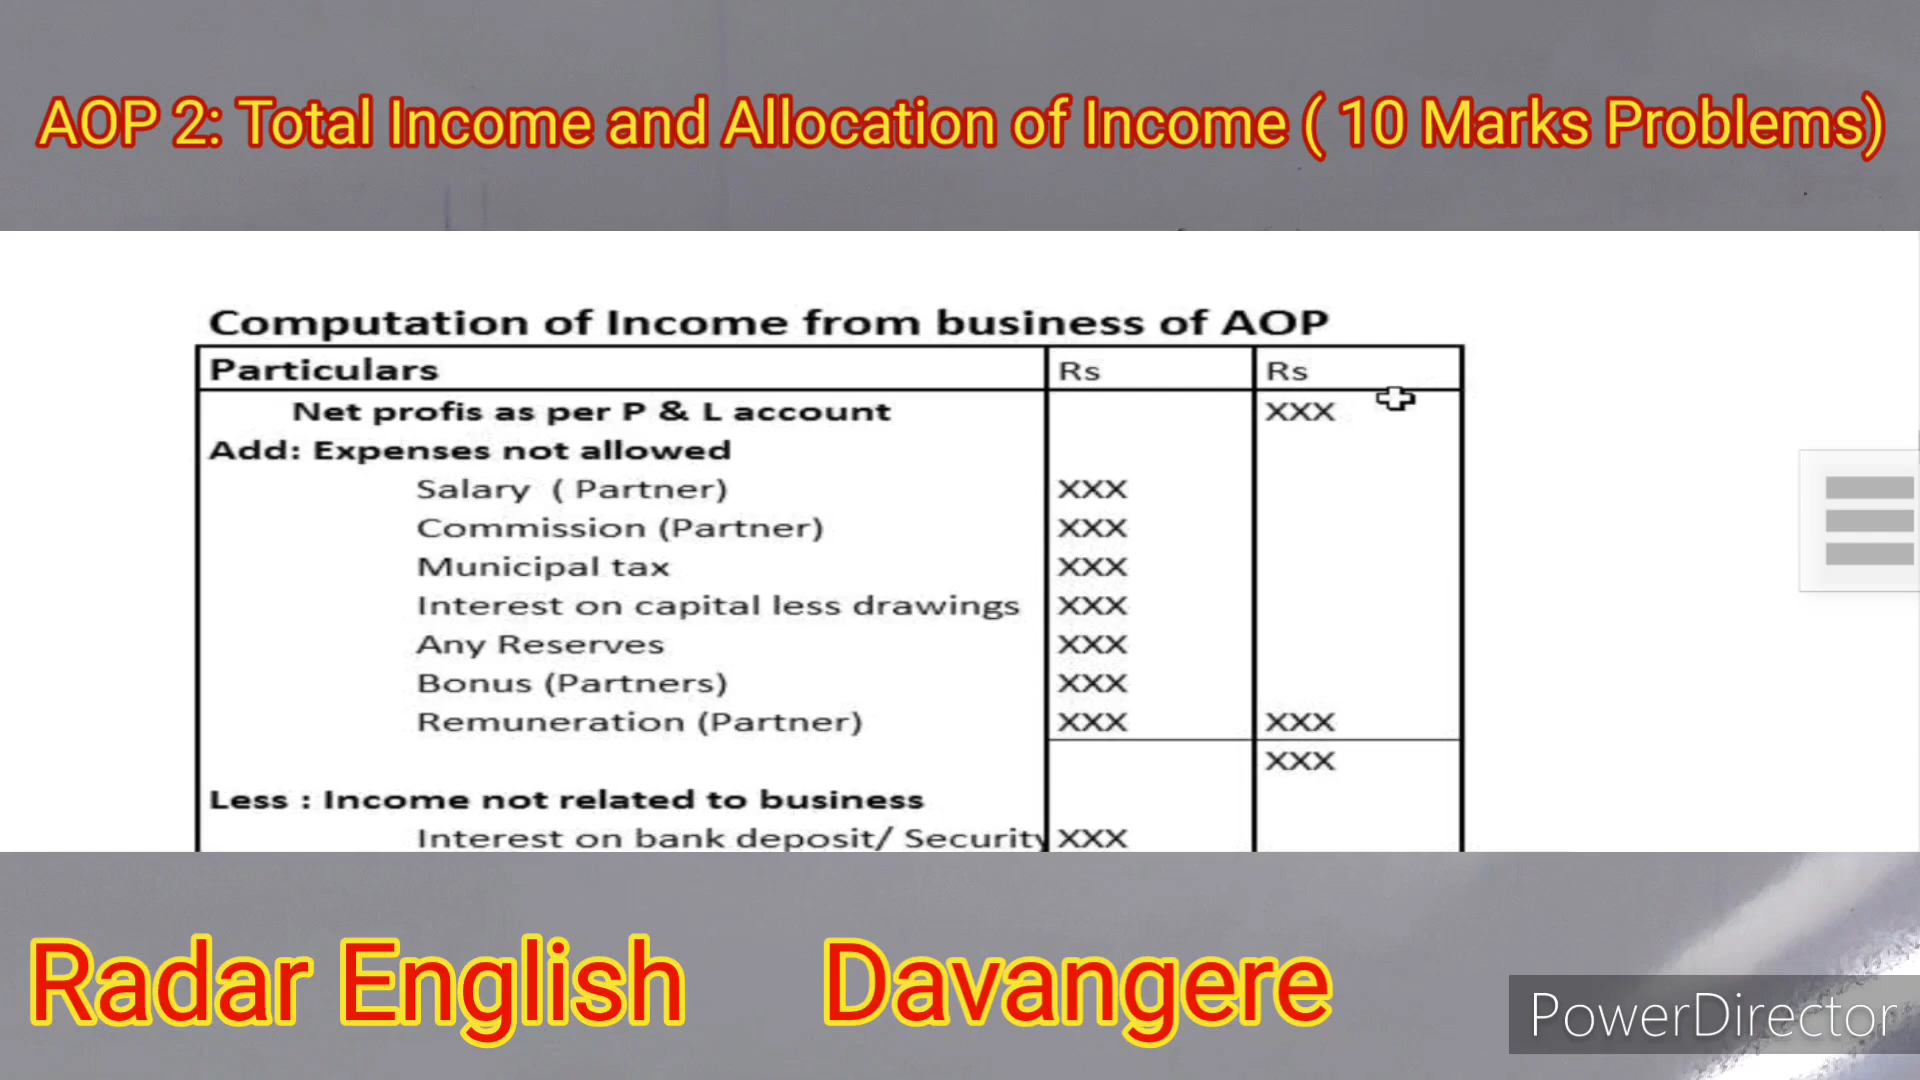 AOP 2: Total Income and Allocation of Income ( 10 Marks Problems)
Computation of Income from business of AOP
Particulars Rs Rs
Net profis as per P & L account XXX
Add: Expenses not allowed
Salary ( Partner) XXX
Commission (Partner) XXX
Municipal tax XXX
Interest on capital less drawings XXX
Any Reserves XXX
Bonus (Partners) XXX
Remuneration (Partner) XXX XXX
XXX
Less : Income not related to business
Interest on bank deposit/ Security XXX
Radar English Davangere
PowerDirector